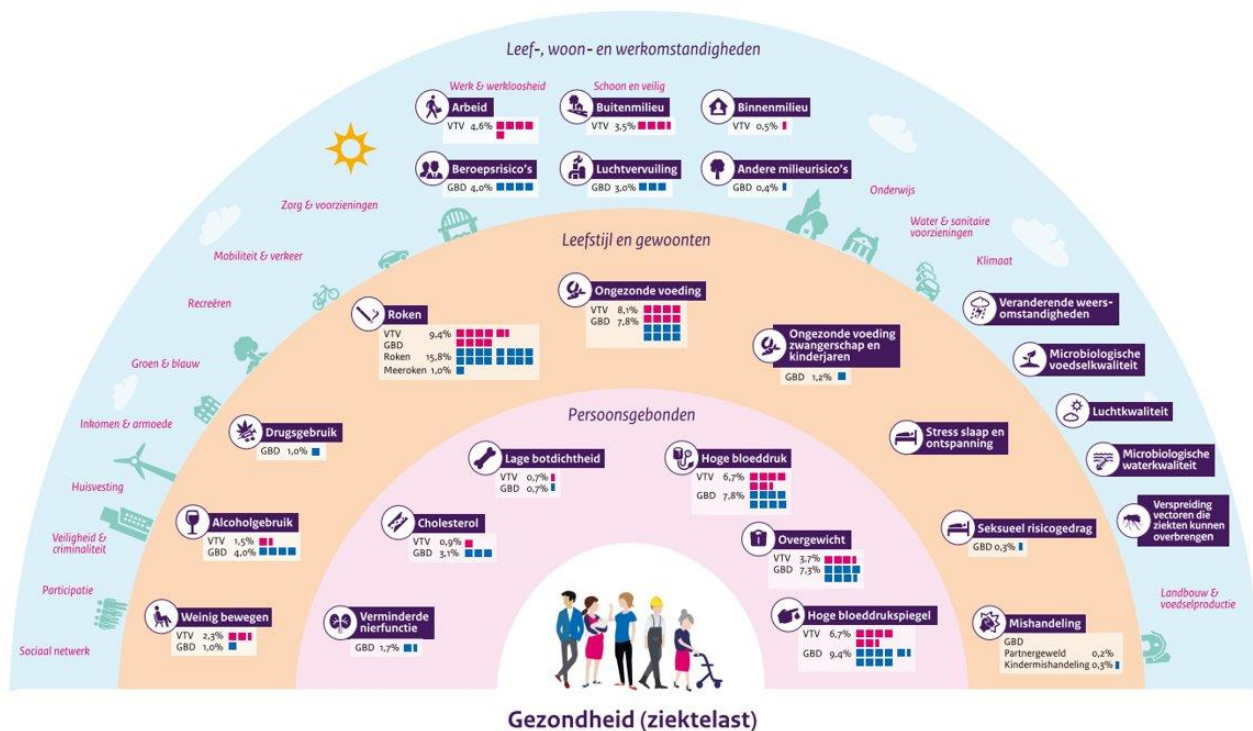 Leef-, woon- en werkomstandigheden
Werk & werkloosheid
Arbeid
VTV 4,6%
Schoon en veilig
Buitenmilieu
VTV 3,5%
Binnenmilieu
VTV 0,5%
Beroepsrisico's
GBD 4,0%
Luchtvervuiling
GBD 3,0%
Andere milieurisico's
GBD 0,4%
Zorg & voorzieningen
Mobiliteit & verkeer
Recreëren
Groen & blauw
Inkomen & armoede
Huisvesting
Veiligheid &
criminaliteit
Participatie
Sociaal netwerk
Onderwijs
Water & sanitaire
voorzieningen
Klimaat
Veranderende weers-
omstandigheden
Microbiologische
voedselkwaliteit
Luchtkwaliteit
Microbiologische
waterkwaliteit
Verspreiding
vectoren die
ziekten kunnen
overbrengen
Landbouw &
voedselproductie
Leefstijl en gewoonten
Roken
VTV 9,4%
GBD
Roken 15,8%
Meeroken 1,0%
Ongezonde voeding
VTV 8,1%
GBD 7,8%
Ongezonde voeding
zwangerschap en
kinderjaren
GBD 1,2%
Drugsgebruik
GBD 1,0%
Stress slaap en
ontspanning
Alcoholgebruik
VTV 1,5%
GBD 4,0%
Seksueel risicogedrag
GBD 0,3%
Weinig bewegen
VTV 2,3%
GBD 1,0%
Mishandeling
GBD
Partnergeweld 0,2%
Kindermishandeling 0,3%
Persoonsgebonden
Lage botdichtheid
VTV 0,7%
GBD 0,7%
Hoge bloeddruk
VTV 6,7%
GBD 7,8%
Cholesterol
VTV 0,9%
GBD 3,1%
Overgewicht
VTV 3,7%
GBD 7,3%
Verminderde
nierfunctie
GBD 1,7%
Hoge bloeddrukspiegel
VTV 6,7%
GBD 9,4%
Gezondheid (ziektelast)